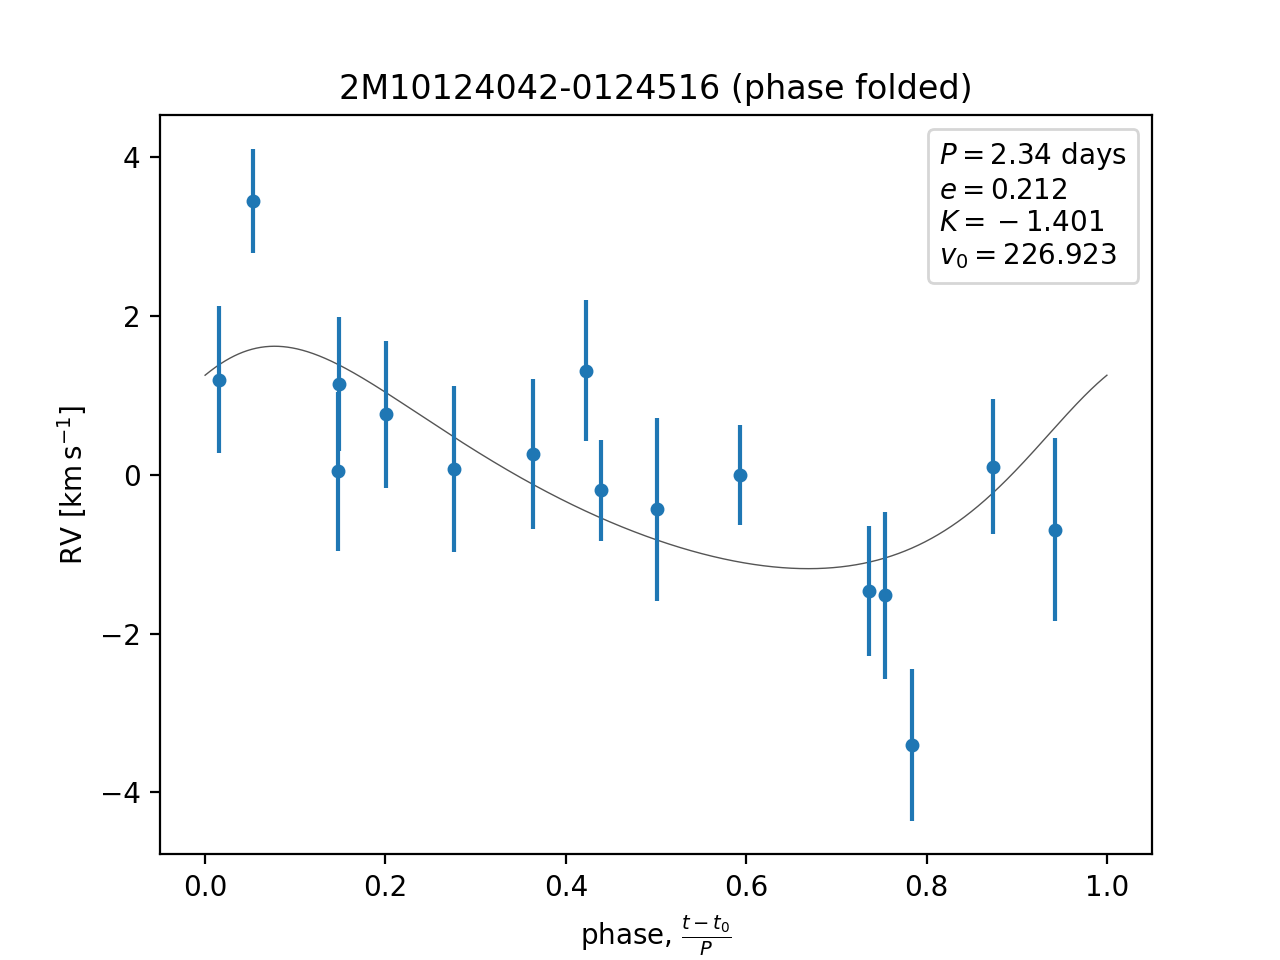 2M10124042-0124516 (phase folded)
P = 2.34 days
e = 0.212
K = −1.401
v₀ = 226.923
4
2
0
−2
−4
RV [km s⁻¹]
0.0 0.2 0.4 0.6 0.8 1.0
phase, (t − t₀)/P